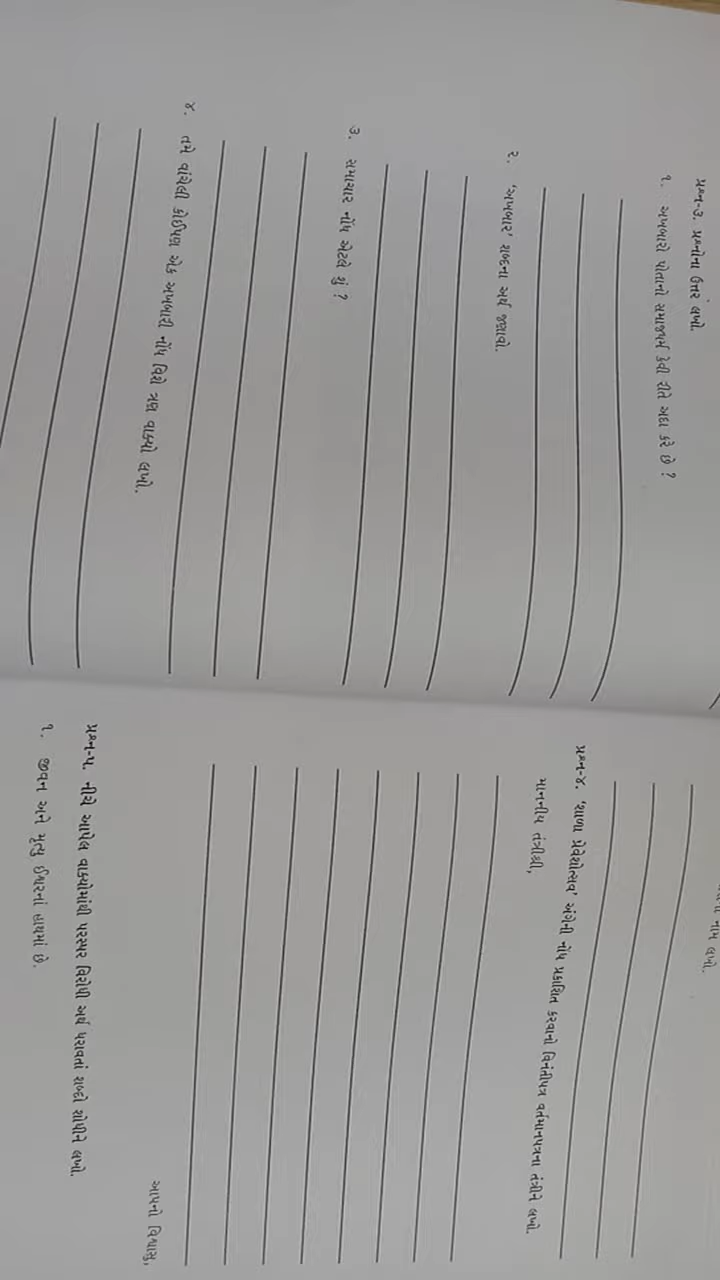 પ્રશ્ન-૩. પ્રશ્નોના ઉત્તર લખો.
૧. અખબારો પોતાનો સમાજધર્મ કેવી રીતે અદા કરે છે ?
૨. 'અખબાર' શબ્દના અર્થ જણાવો.
૩. સમાચાર નોંધ એટલે શું ?
૪. તમે વાંચેલી કોઈપણ એક અખબારી નોંધ વિશે ત્રણ વાક્યો લખો.
નામ લખો.
પ્રશ્ન-૪. 'શાળા પ્રવેશોત્સવ' અંગેની નોંધ પ્રકાશિત કરવાનો વિનંતીપત્ર વર્તમાનપત્રના તંત્રીને લખો.
માનનીય તંત્રીશ્રી,
આપનો વિશ્વાસુ,
પ્રશ્ન-૫. નીચે આપેલ વાક્યોમાંથી પરસ્પર વિરોધી અર્થ ધરાવતાં શબ્દો શોધીને લખો.
૧. જીવન અને મૃત્યુ ઈશ્વરનાં હાથમાં છે.